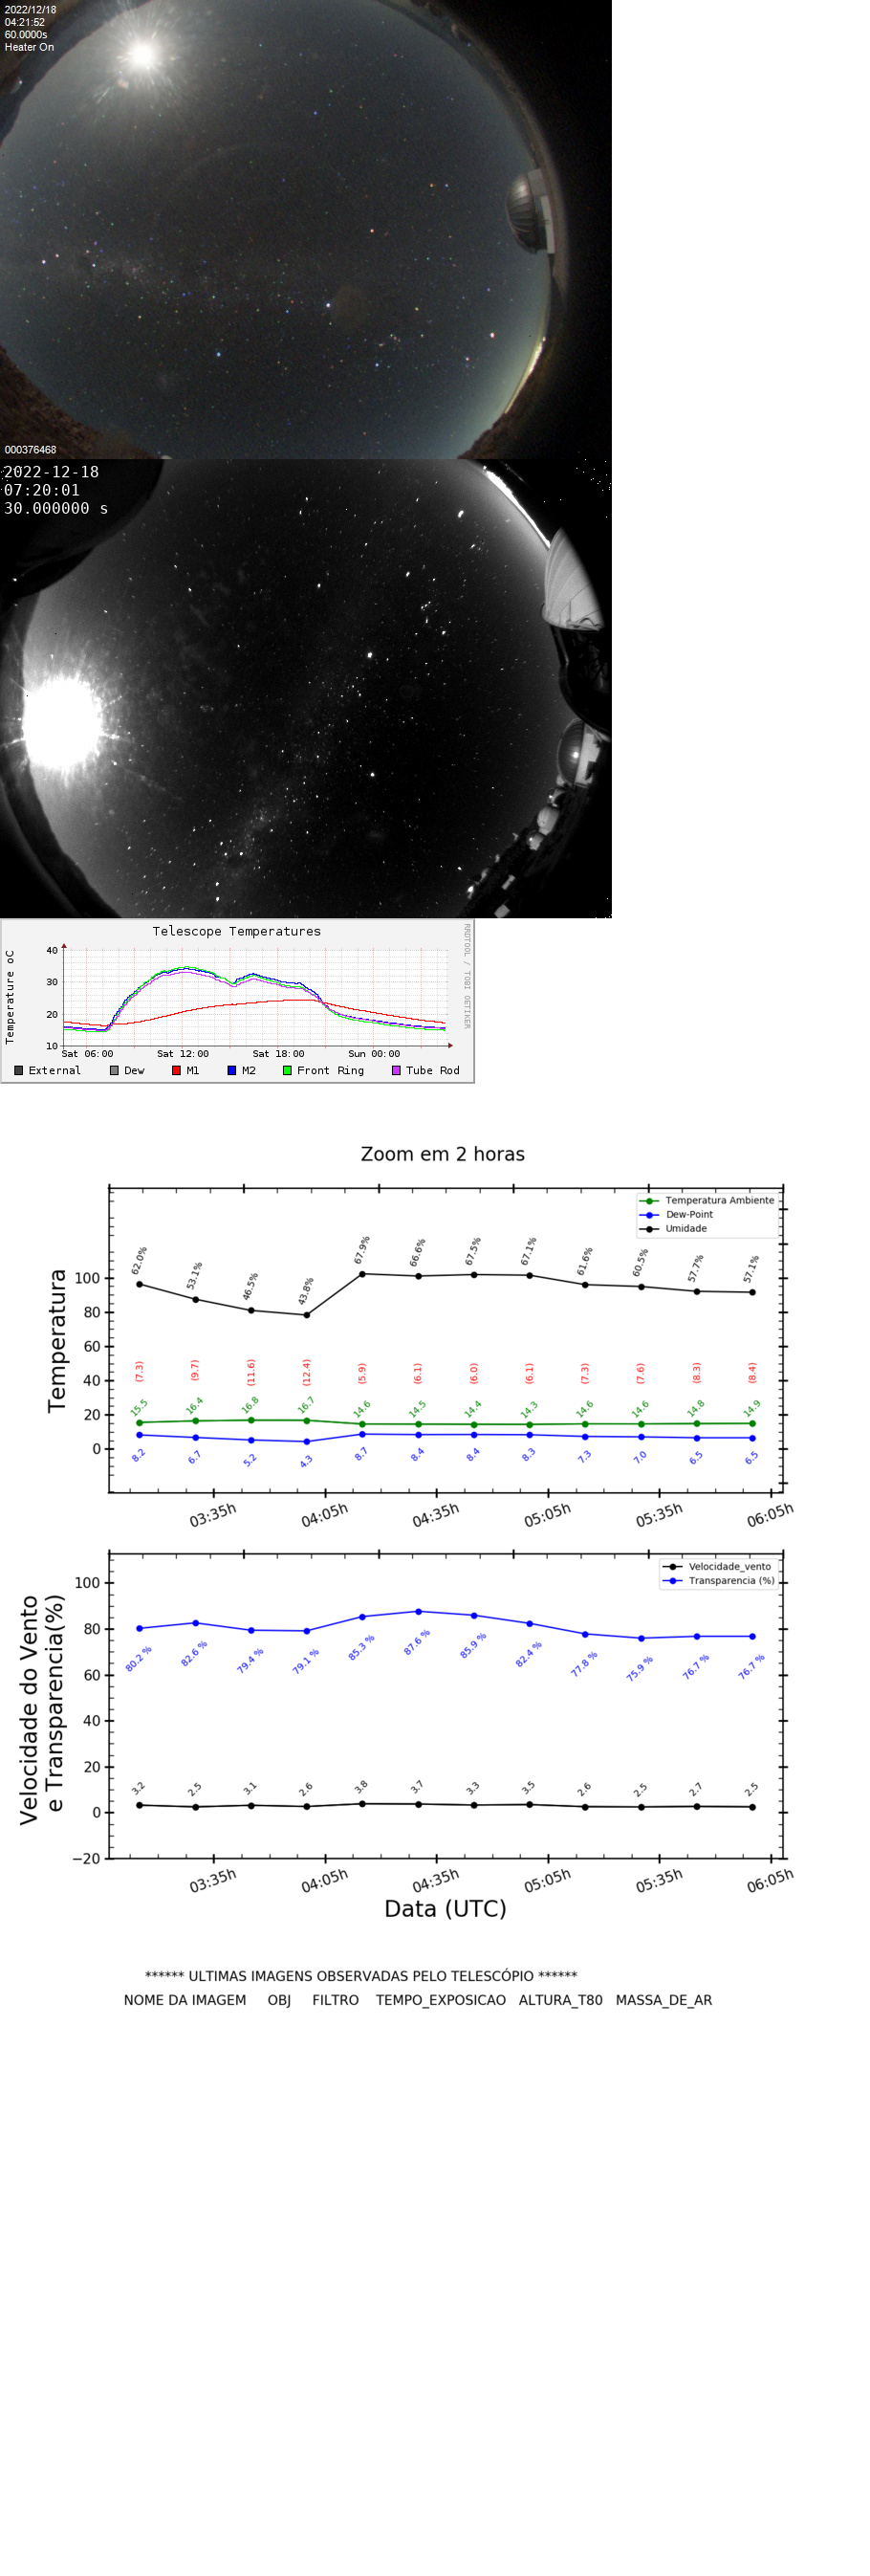 2022/12/18
04:21:52
60.0000s
Heater On
000376468
2022-12-18
07:20:01
30.000000 s
Telescope Temperatures
RRDTOOL / TOBI OETIKER
Temperature oC
40
30
20
10
Sat 06:00 Sat 12:00 Sat 18:00 Sun 00:00
External Dew M1 M2 Front Ring Tube Rod
Zoom em 2 horas
Temperatura Ambiente
Dew-Point
Umidade
Temperatura
100
80
60
40
20
0
62.0% 53.1% 46.5% 43.8% 67.9% 66.6% 67.5% 67.1% 61.6% 60.5% 57.7% 57.1%
(7.3) (9.7) (11.6) (12.4) (5.9) (6.1) (6.0) (6.1) (7.3) (7.6) (8.3) (8.4)
15.5 16.4 16.8 16.7 14.6 14.5 14.4 14.3 14.6 14.6 14.8 14.9
8.2 6.7 5.2 4.3 8.7 8.4 8.4 8.3 7.3 7.0 6.5 6.5
03:35h 04:05h 04:35h 05:05h 05:35h 06:05h
Velocidade_vento
Transparencia (%)
Velocidade do Vento
e Transparencia(%)
100
80
60
40
20
0
−20
80.2 % 82.6 % 79.4 % 79.1 % 85.3 % 87.6 % 85.9 % 82.4 % 77.8 % 75.9 % 76.7 % 76.7 %
3.2 2.5 3.1 2.6 3.8 3.7 3.3 3.5 2.6 2.5 2.7 2.5
03:35h 04:05h 04:35h 05:05h 05:35h 06:05h
Data (UTC)
****** ULTIMAS IMAGENS OBSERVADAS PELO TELESCÓPIO ******
NOME DA IMAGEM OBJ FILTRO TEMPO_EXPOSICAO ALTURA_T80 MASSA_DE_AR